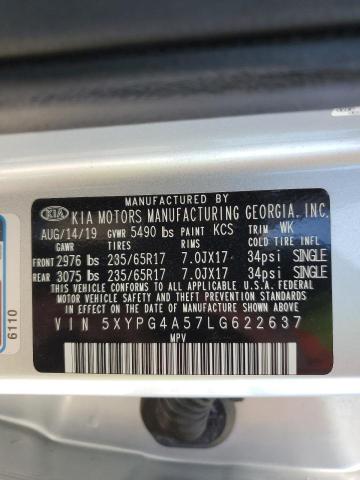 MANUFACTURED BY
KIA KIA MOTORS MANUFACTURING GEORGIA, INC.
AUG/14/19 GVWR 5490 lbs PAINT KCS TRIM WK
GAWR TIRES RIMS COLD TIRE INFL
FRONT 2976 lbs 235/65R17 7.0JX17 34psi SINGLE
REAR 3075 lbs 235/65R17 7.0JX17 34psi SINGLE
THIS VEHICLE CONFORMS TO ALL APPLICABLE U.S.A. FEDERAL
MOTOR VEHICLE SAFETY, BUMPER, AND THEFT PREVENTION STANDARDS
IN EFFECT ON THE DATE OF MANUFACTURE SHOWN ABOVE.
VIN 5XYPG4A57LG622637
MPV
6110